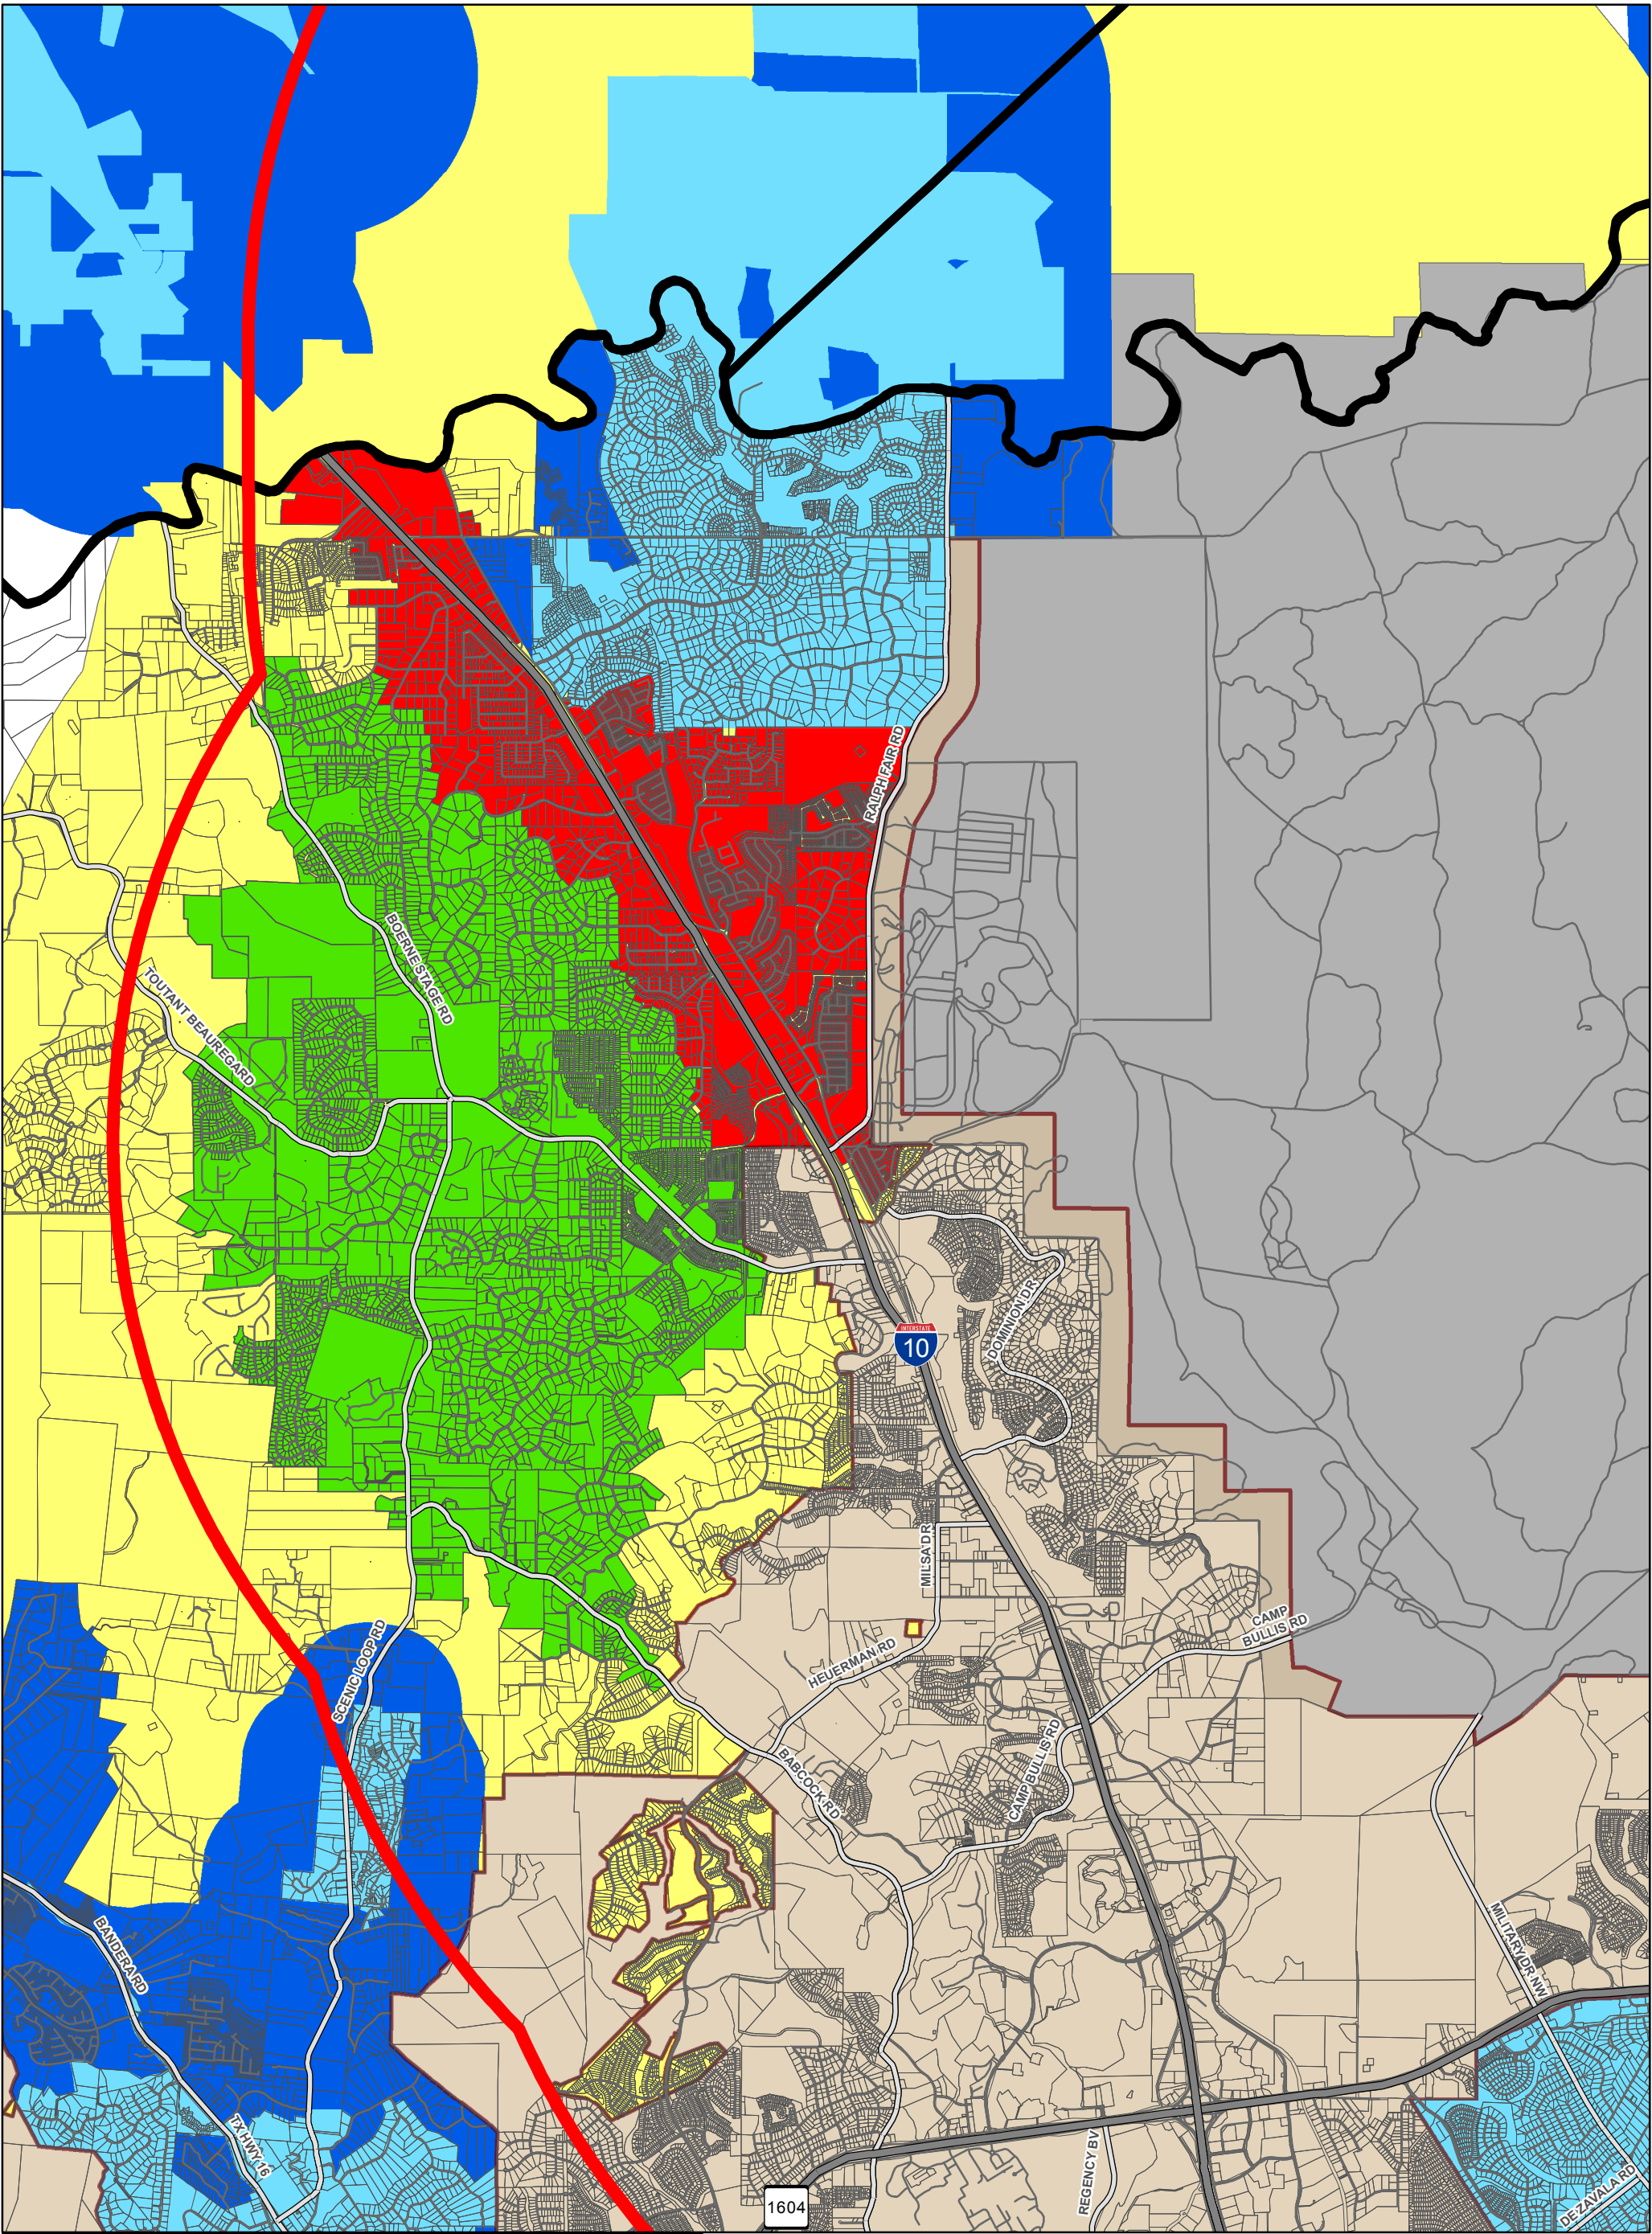 RALPH FAIR RD
BOERNE STAGE RD
TOUTANT BEAUREGARD
INTERSTATE
10
DOMINION DR
MILSA DR
CAMP
BULLIS RD
SCENIC LOOP RD
HEUERMAN RD
CAMP BULLIS RD
BABCOCK RD
BANDERA RD
MILITARY DR NW
TX HWY 16
REGENCY BV
1604
DE ZAVALA RD